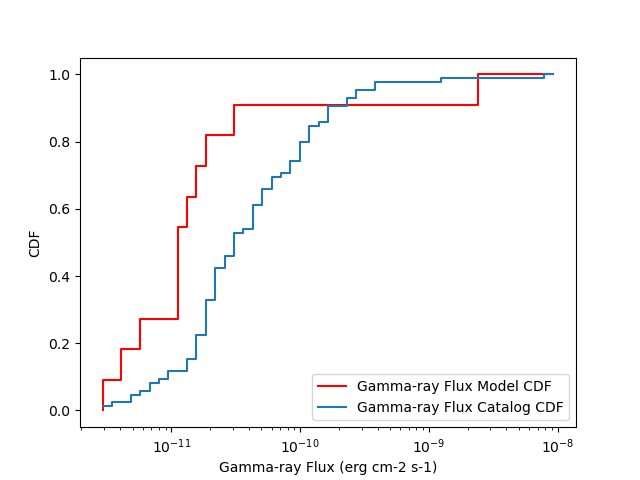 1.0
0.8
0.6
0.4
0.2
0.0
CDF
10⁻¹¹
10⁻¹⁰
10⁻⁹
10⁻⁸
Gamma-ray Flux (erg cm-2 s-1)
Gamma-ray Flux Model CDF
Gamma-ray Flux Catalog CDF